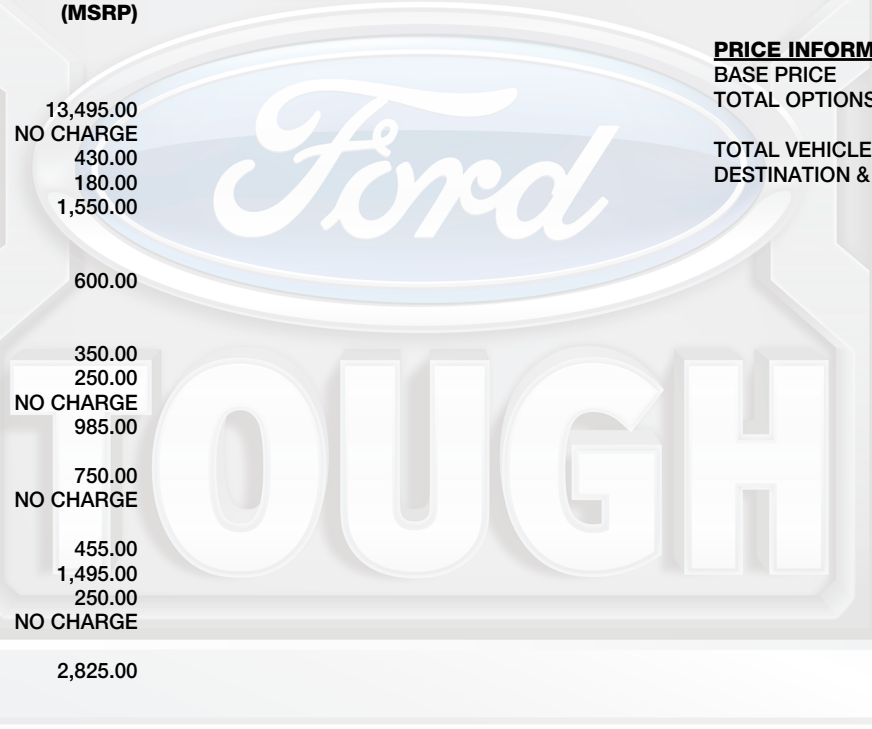 (MSRP)
13,495.00
NO CHARGE
430.00
180.00
1,550.00
600.00
350.00
250.00
NO CHARGE
985.00
750.00
NO CHARGE
455.00
1,495.00
250.00
NO CHARGE
2,825.00
PRICE INFORM
BASE PRICE
TOTAL OPTIONS
TOTAL VEHICLE
DESTINATION &
Ford
TOUGH